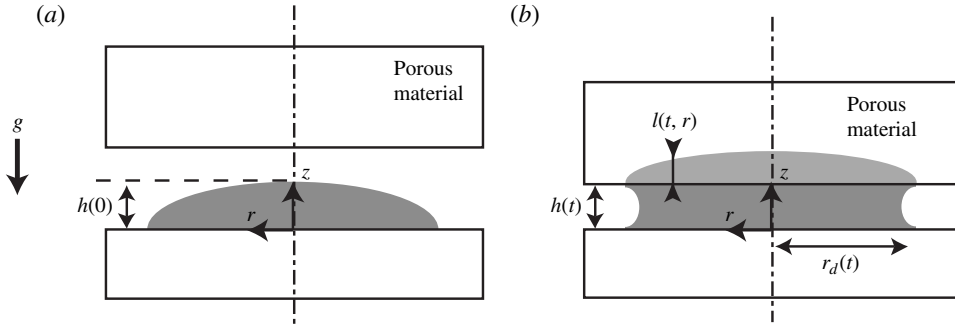 (a)
Porous
material
g
z
h(0)
r
(b)
Porous
material
l(t, r)
z
h(t)
r
r_d(t)